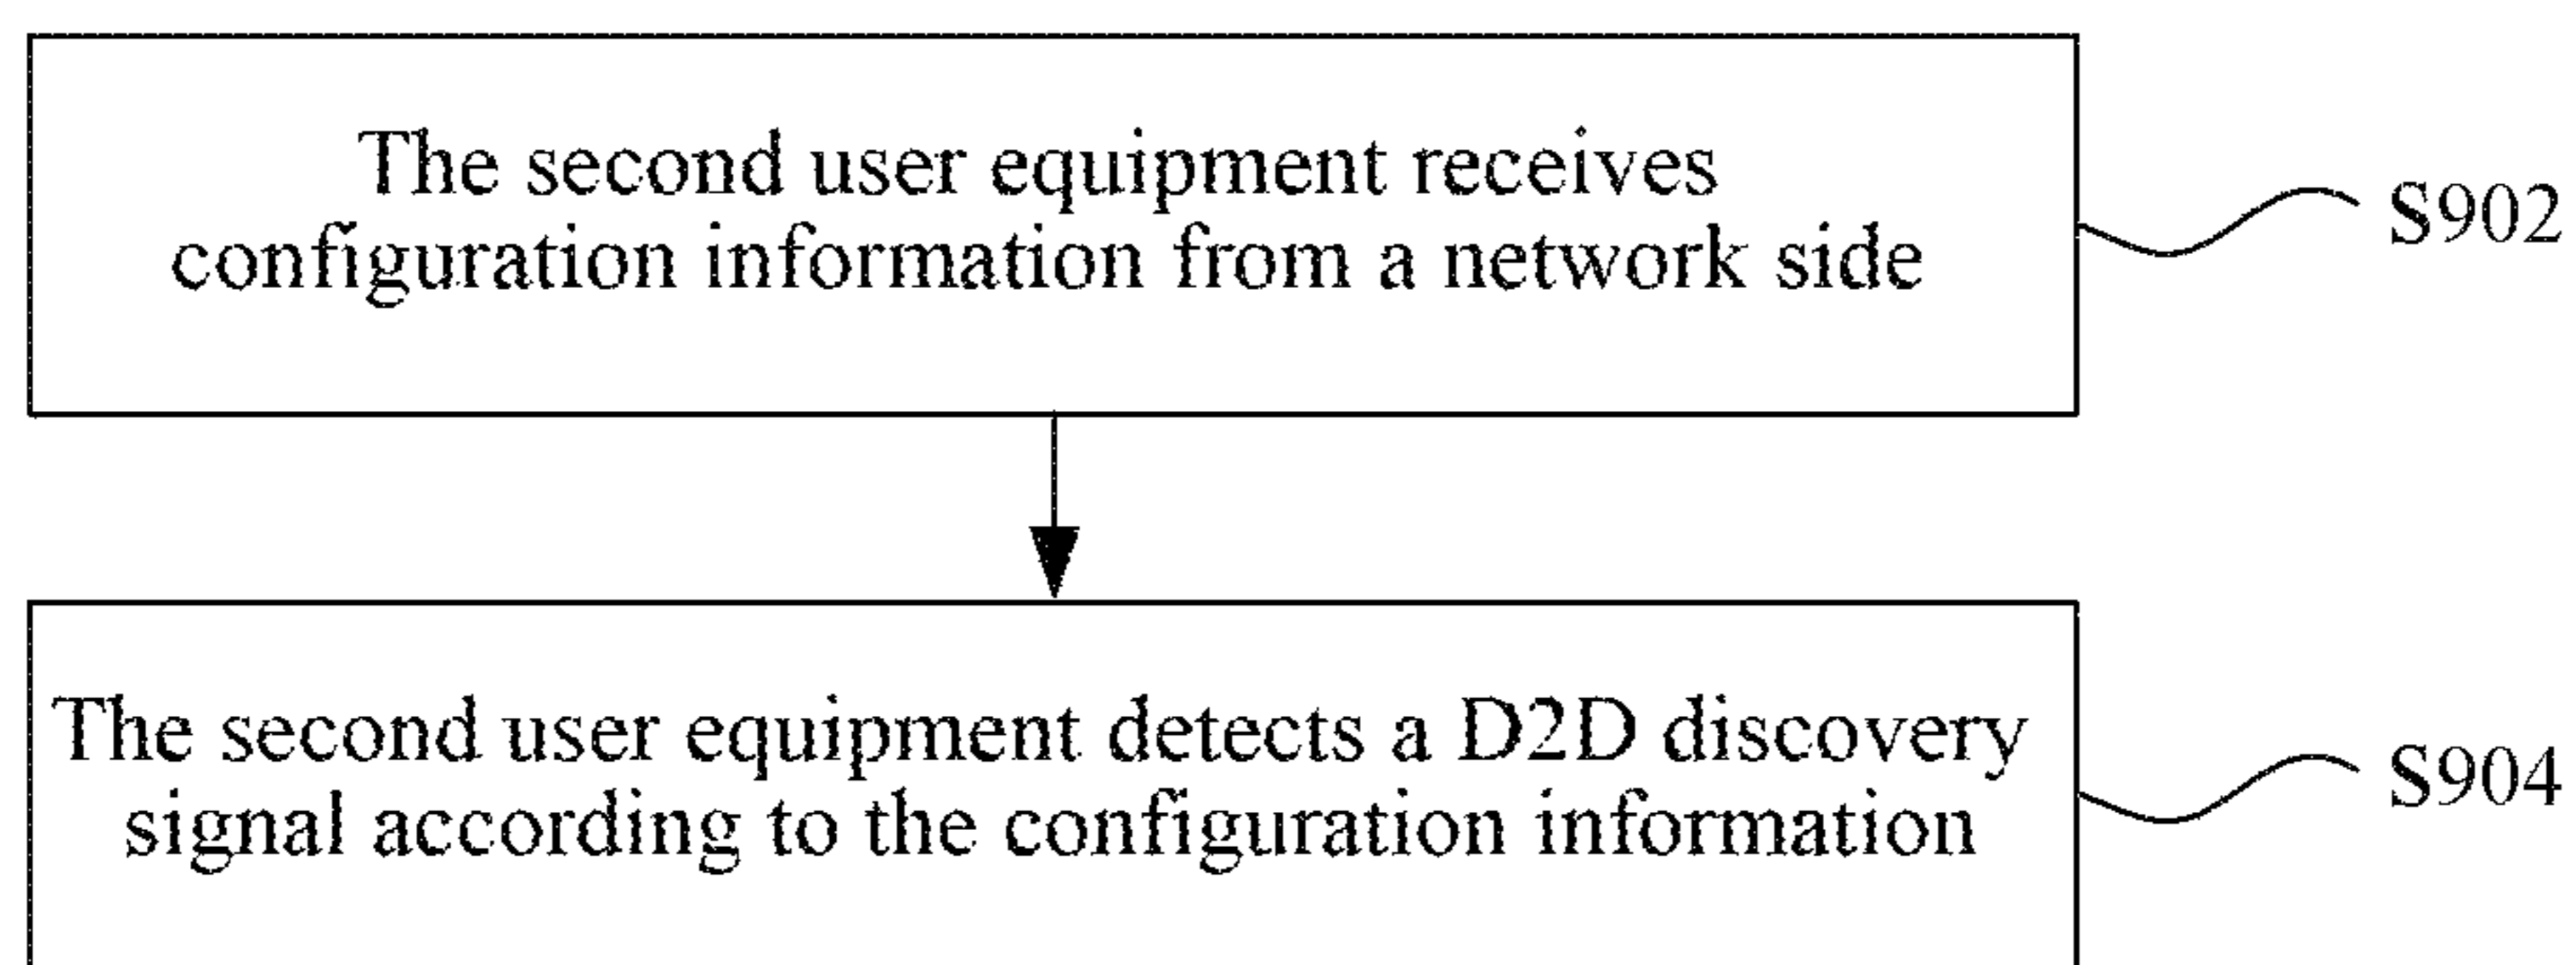 The second user equipment receives
configuration information from a network side
S902
The second user equipment detects a D2D discovery
signal according to the configuration information
S904